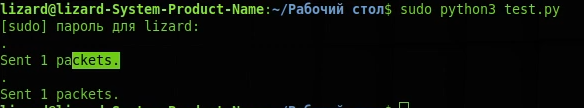 lizard@lizard-System-Product-Name:~/Рабочий стол$ sudo python3 test.py
[sudo] пароль для lizard:
.
Sent 1 packets.
.
Sent 1 packets.